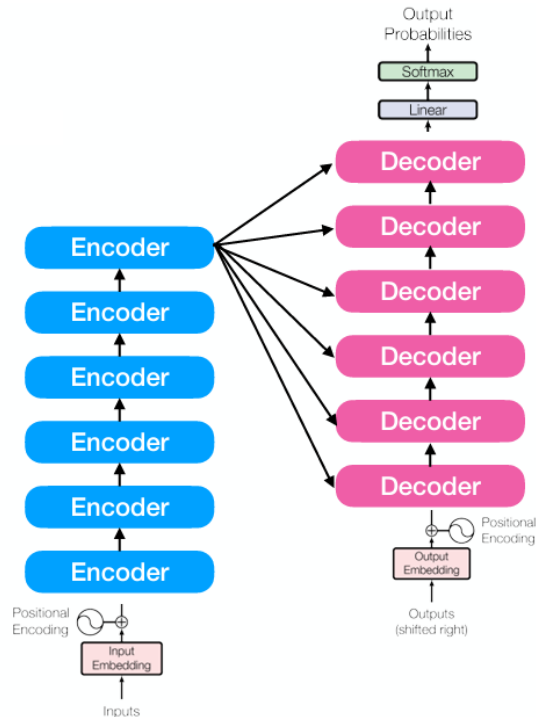 Output
Probabilities
Softmax
Linear
Decoder
Decoder
Decoder
Decoder
Decoder
Decoder
Positional
Encoding
Output
Embedding
Outputs
(shifted right)
Encoder
Encoder
Encoder
Encoder
Encoder
Encoder
Positional
Encoding
Input
Embedding
Inputs